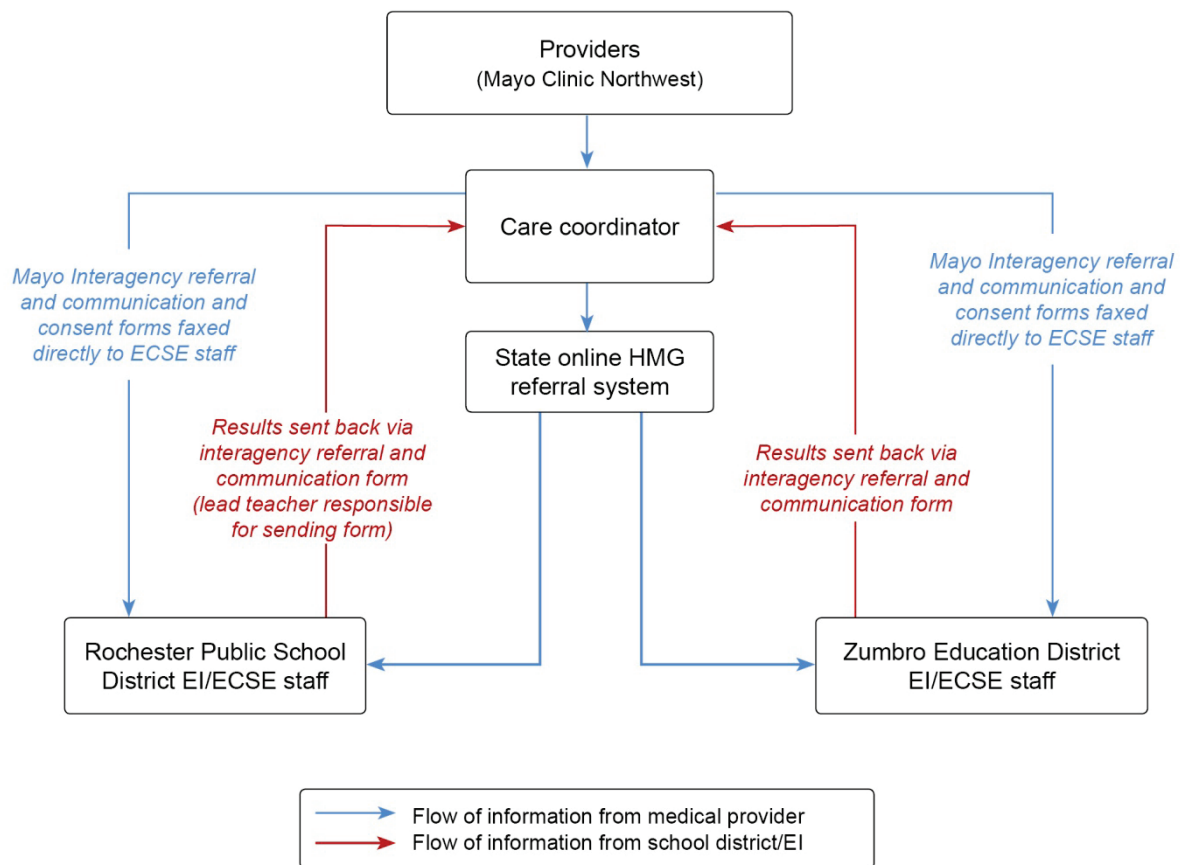 Providers
(Mayo Clinic Northwest)
Care coordinator
Mayo Interagency referral
and communication and
consent forms faxed
directly to ECSE staff
Mayo Interagency referral
and communication and
consent forms faxed
directly to ECSE staff
State online HMG
referral system
Results sent back via
interagency referral and
communication form
(lead teacher responsible
for sending form)
Results sent back via
interagency referral and
communication form
Rochester Public School
District EI/ECSE staff
Zumbro Education District
EI/ECSE staff
Flow of information from medical provider
Flow of information from school district/EI